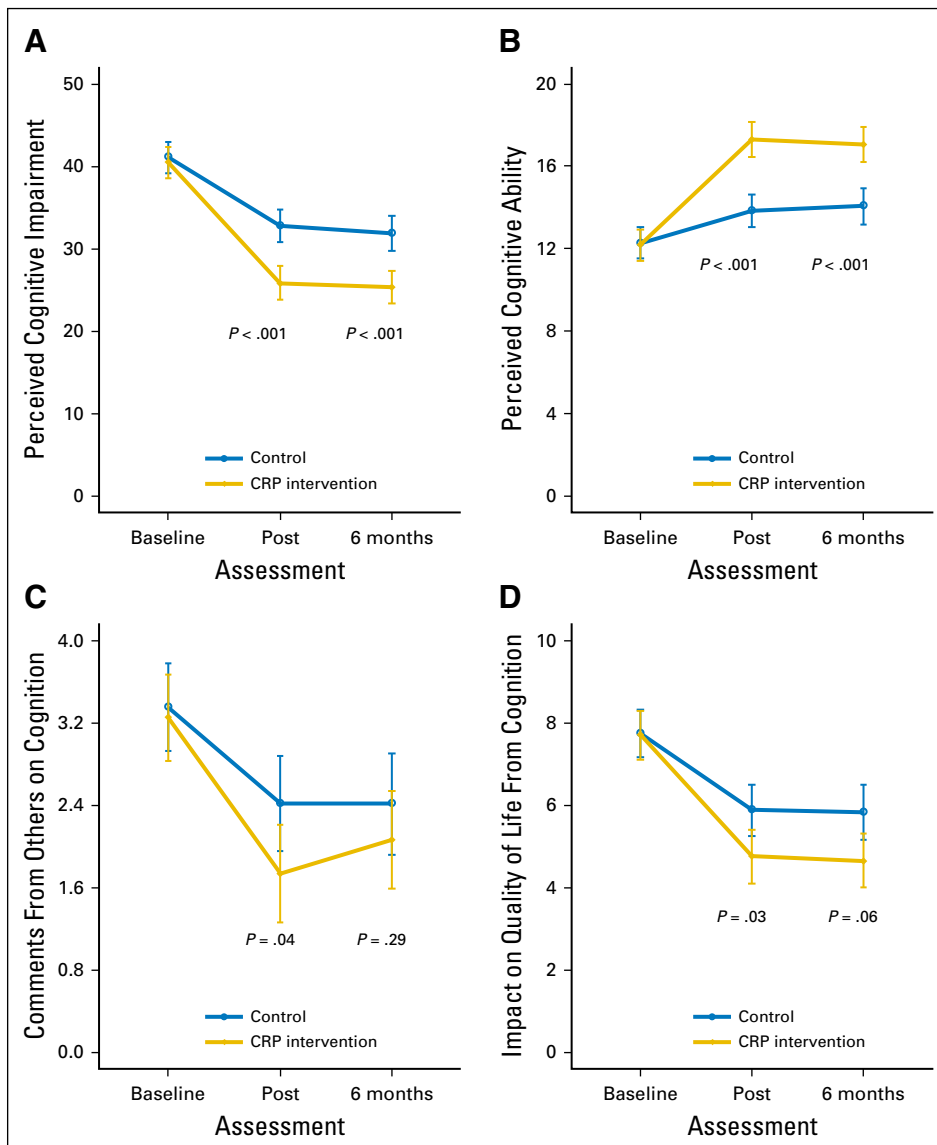 A
Perceived Cognitive Impairment
50
40
30
20
10
0
P < .001
P < .001
Control
CRP intervention
Baseline
Post
6 months
Assessment
B
Perceived Cognitive Ability
20
16
12
8
4
0
P < .001
P < .001
Control
CRP intervention
Baseline
Post
6 months
Assessment
C
Comments From Others on Cognition
4.0
3.2
2.4
1.6
0.8
0.0
P = .04
P = .29
Control
CRP intervention
Baseline
Post
6 months
Assessment
D
Impact on Quality of Life From Cognition
10
8
6
4
2
0
P = .03
P = .06
Control
CRP intervention
Baseline
Post
6 months
Assessment